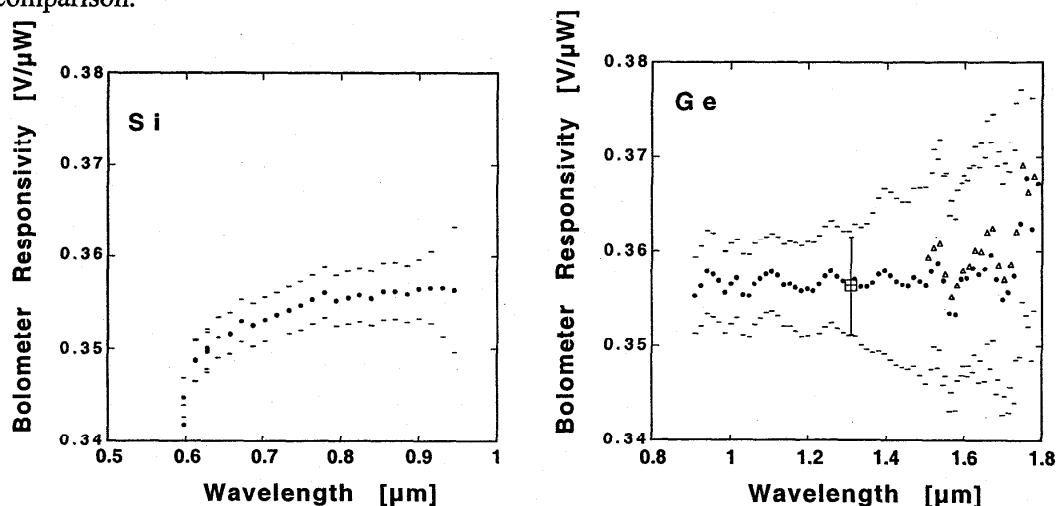 comparison.
Bolometer Responsivity [V/µW]
0.38
0.37
0.36
0.35
0.34
Si
0.5 0.6 0.7 0.8 0.9 1
Wavelength [µm]
Bolometer Responsivity [V/µW]
0.38
0.37
0.36
0.35
0.34
Ge
0.8 1 1.2 1.4 1.6 1.8
Wavelength [µm]